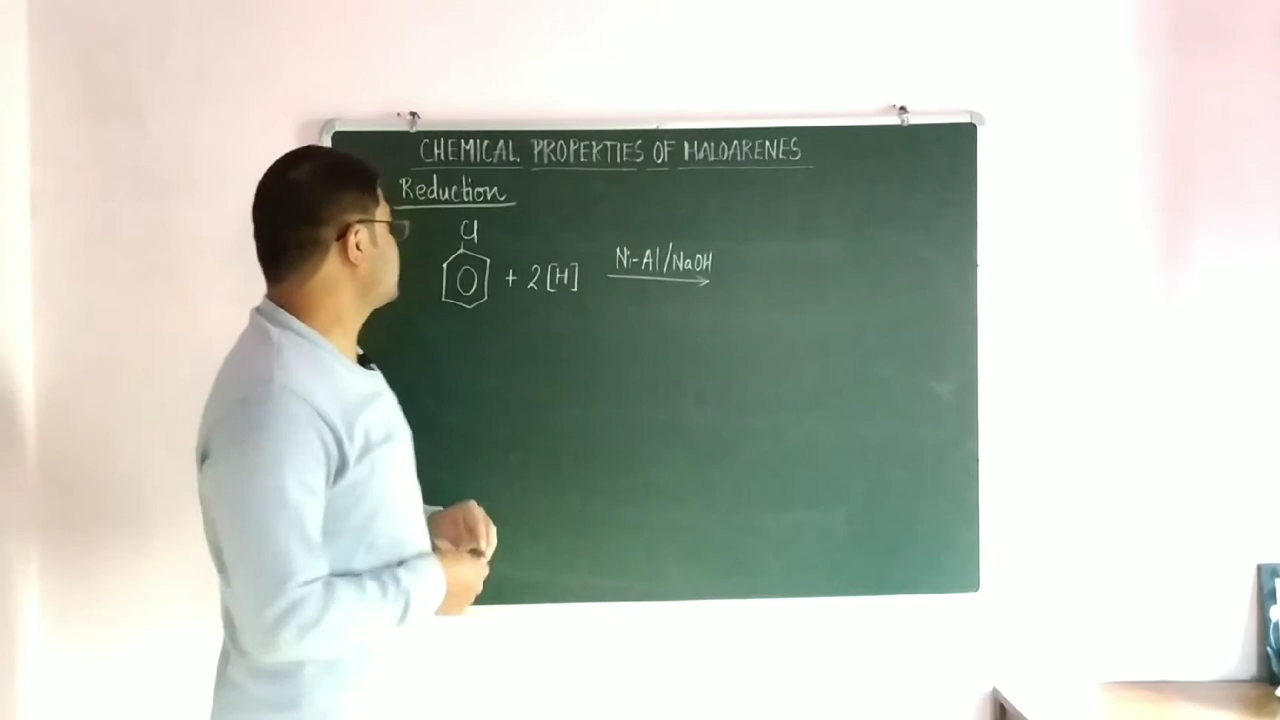 CHEMICAL PROPERTIES OF HALOARENES
Reduction
Cl
+ 2[H] Ni-Al/NaOH